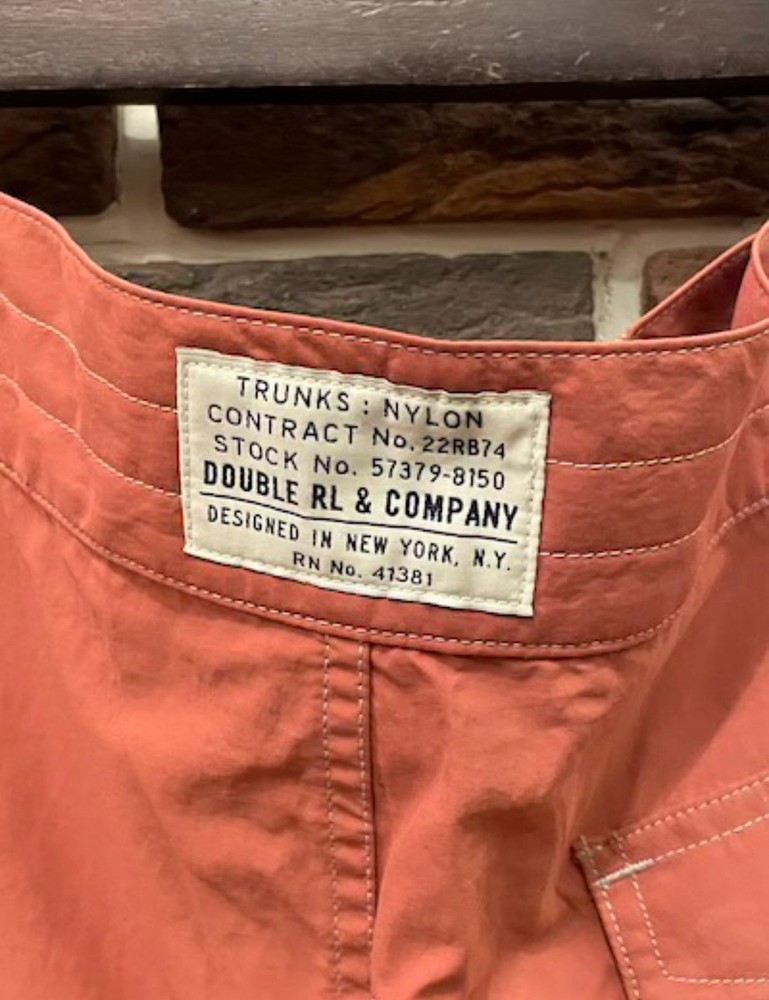 TRUNKS : NYLON
CONTRACT No. 22RB74
STOCK No. 57379-8150
DOUBLE RL & COMPANY
DESIGNED IN NEW YORK, N.Y.
RN No. 41381